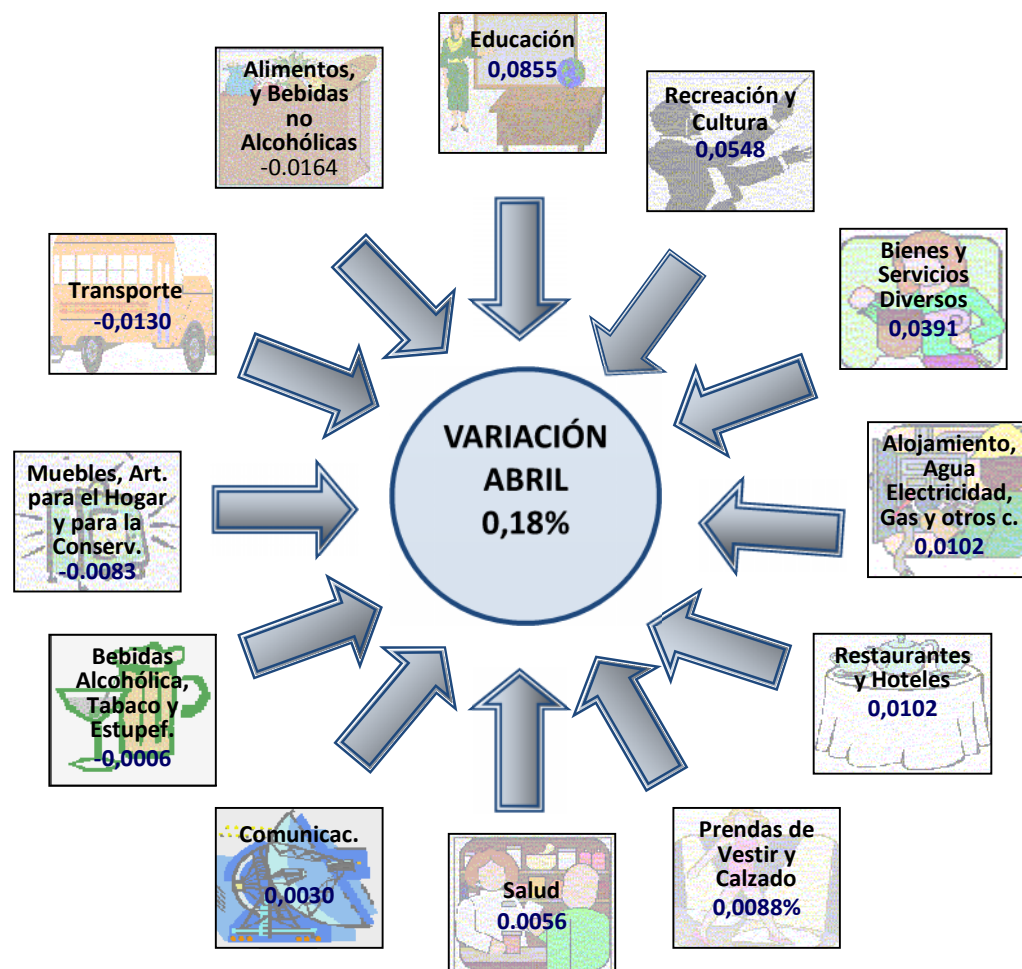 Educación
0,0855
Alimentos,
y Bebidas
no
Alcohólicas
-0.0164
Recreación y
Cultura
0,0548
Transporte
-0,0130
Bienes y
Servicios
Diversos
0,0391
VARIACIÓN
ABRIL
0,18%
Muebles, Art.
para el Hogar
y para la
Conserv.
-0.0083
Alojamiento,
Agua
Electricidad,
Gas y otros c.
0,0102
Bebidas
Alcohólica,
Tabaco y
Estupef.
-0,0006
Restaurantes
y Hoteles
0,0102
Comunicac.
0,0030
Salud
0.0056
Prendas de
Vestir y
Calzado
0,0088%